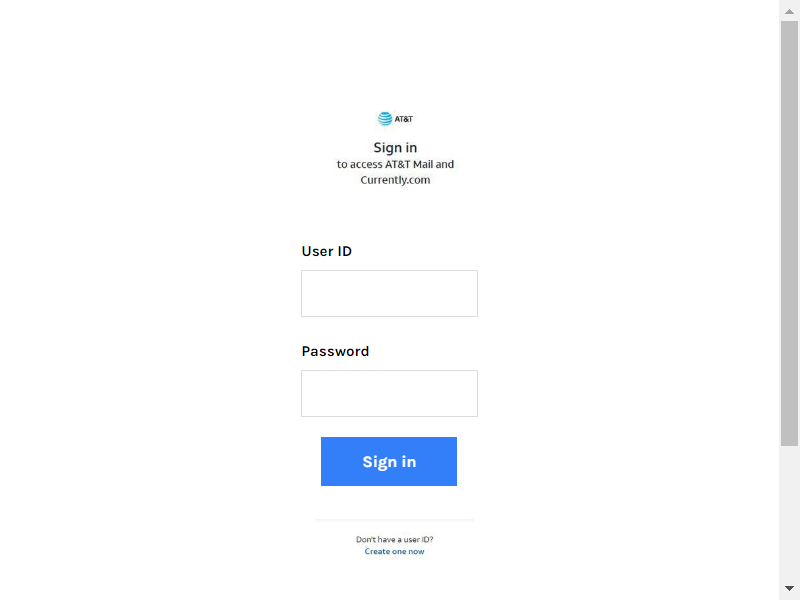 AT&T
Sign in
to access AT&T Mail and
Currently.com
User ID
Password
Sign in
Don't have a user ID?
Create one now